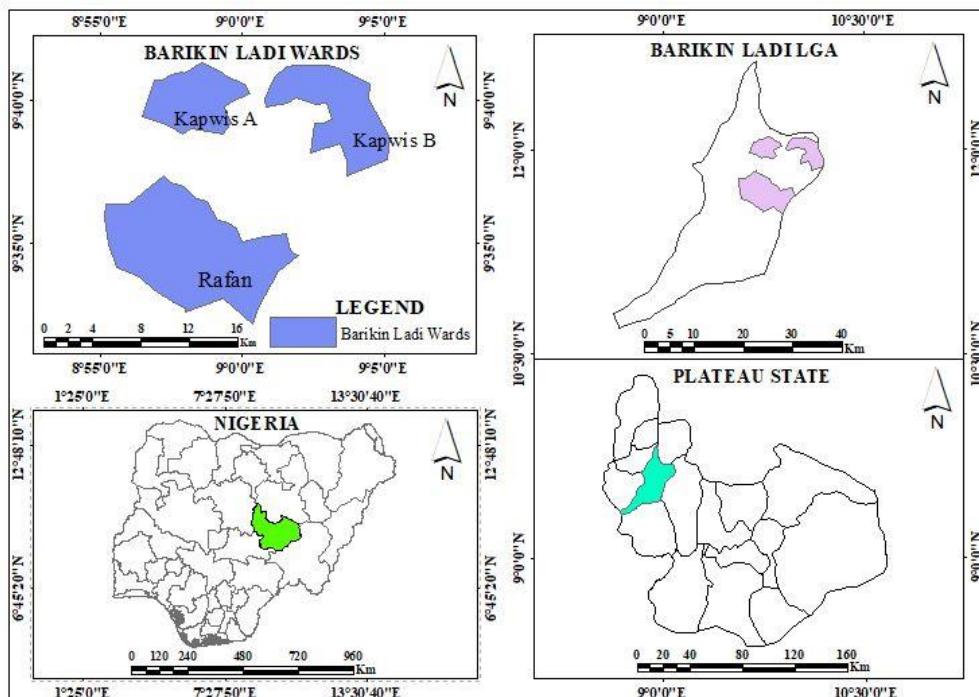 8°55'0"E 9°0'0"E 9°5'0"E
BARIKIN LADI WARDS
N
9°40'0"N 9°40'0"N
Kapwis A
Kapwis B
9°35'0"N 9°35'0"N
Rafan
LEGEND
Barikin Ladi Wards
0 2 4 8 12 16
Km
8°55'0"E 9°0'0"E 9°5'0"E
9°0'0"E 10°30'0"E
BARIKIN LADI LGA
N
12°0'0"N
0 5 10 20 30 40
Km
10°30'0"N 10°30'0"N
1°25'0"E 7°27'50"E 13°30'40"E
NIGERIA
N
12°48'10"N 12°48'10"N
6°45'20"N 6°45'20"N
0 120 240 480 720 960
Km
1°25'0"E 7°27'50"E 13°30'40"E
PLATEAU STATE
N
9°0'0"N 9°0'0"N
0 20 40 80 120 160
Km
9°0'0"E 10°30'0"E